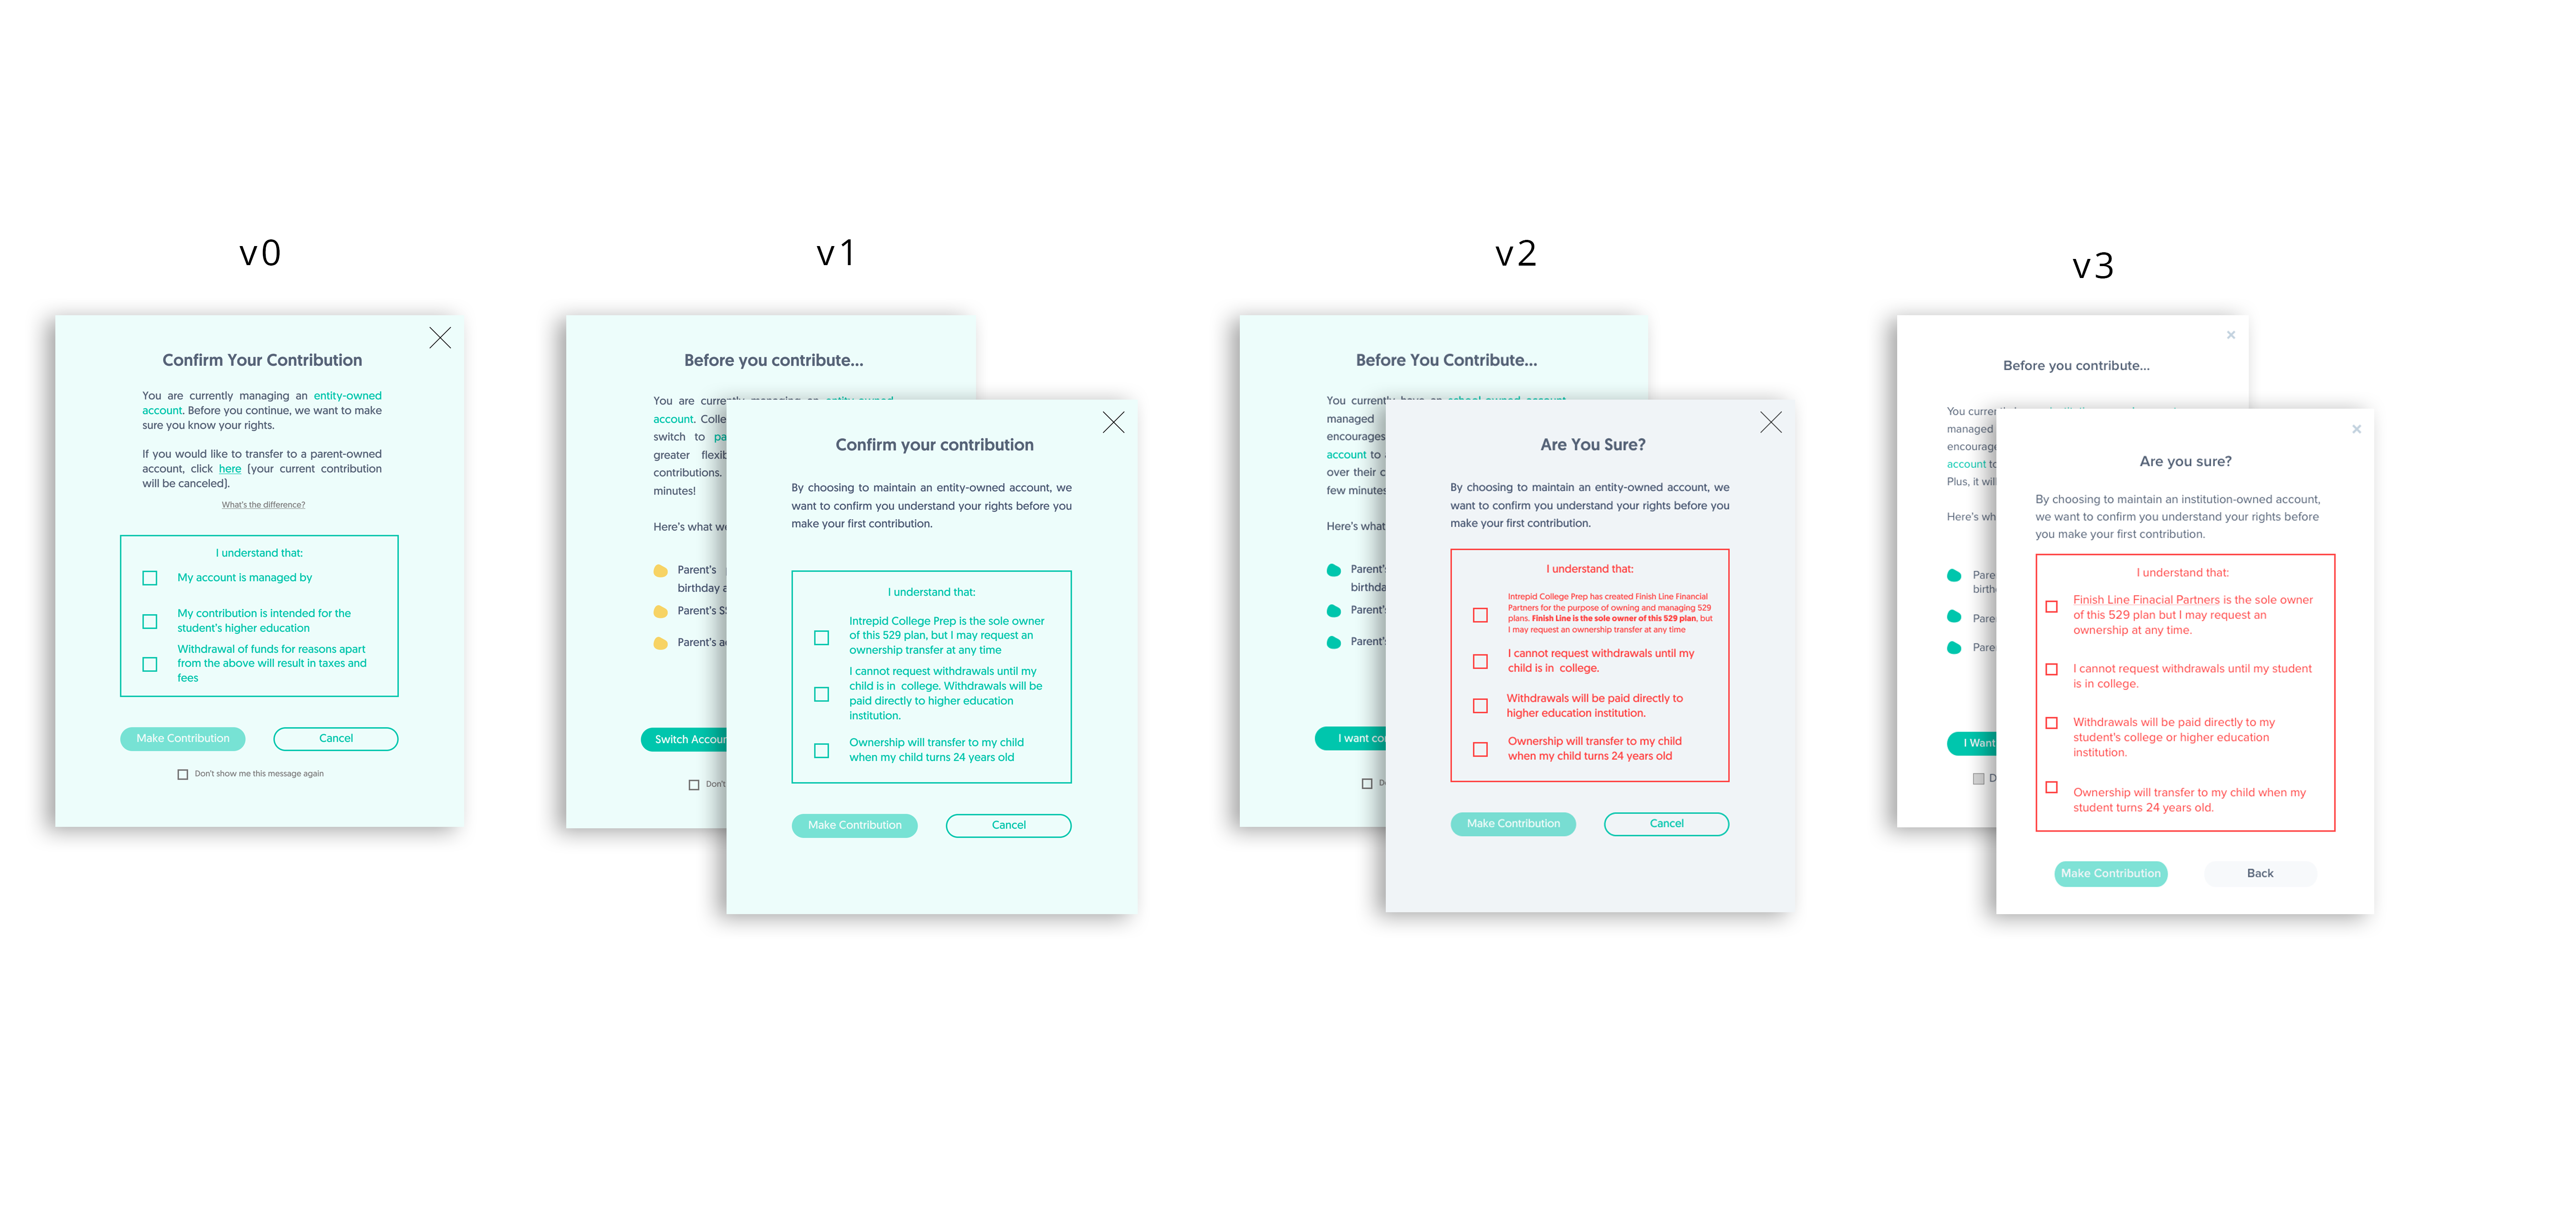 v0
Confirm Your Contribution
You are currently managing an entity-owned
account. Before you continue, we want to make
sure you know your rights.
If you would like to transfer to a parent-owned
account, click here (your current contribution
will be canceled).
What's the difference?
I understand that:
My account is managed by
My contribution is intended for the
student's higher education
Withdrawal of funds for reasons apart
from the above will result in taxes and
fees
Make Contribution
Cancel
Don't show me this message again
v1
Before you contribute...
You are currently managing an entity-owned
account. Colle
switch to pa
greater flexib
contributions.
minutes!
Here's what we
Parent's
birthday a
Parent's SS
Parent's ac
Switch Accoun
Don't
Confirm your contribution
By choosing to maintain an entity-owned account, we
want to confirm you understand your rights before you
make your first contribution.
I understand that:
Intrepid College Prep is the sole owner
of this 529 plan, but I may request an
ownership transfer at any time
I cannot request withdrawals until my
child is in college. Withdrawals will be
paid directly to higher education
institution.
Ownership will transfer to my child
when my child turns 24 years old
Make Contribution
Cancel
v2
Before You Contribute...
You currently have an school-owned account
managed
encourages
account to
over their c
few minutes
Here's what
Parent's
birthda
Parent's
Parent's
I want co
D
Are You Sure?
By choosing to maintain an entity-owned account, we
want to confirm you understand your rights before you
make your first contribution.
I understand that:
Intrepid College Prep has created Finish Line Financial
Partners for the purpose of owning and managing 529
plans. Finish Line is the sole owner of this 529 plan, but
I may request an ownership transfer at any time
I cannot request withdrawals until my
child is in college.
Withdrawals will be paid directly to
higher education institution.
Ownership will transfer to my child
when my child turns 24 years old
Make Contribution
Cancel
v3
Before you contribute...
You curren
managed
encourage
account to
Plus, it wil
Here's wh
Pare
birth
Pare
Pare
I Want
D
Are you sure?
By choosing to maintain an institution-owned account,
we want to confirm you understand your rights before
you make your first contribution.
I understand that:
Finish Line Finacial Partners is the sole owner
of this 529 plan but I may request an
ownership at any time.
I cannot request withdrawals until my student
is in college.
Withdrawals will be paid directly to my
student's college or higher education
institution.
Ownership will transfer to my child when my
student turns 24 years old.
Make Contribution
Back